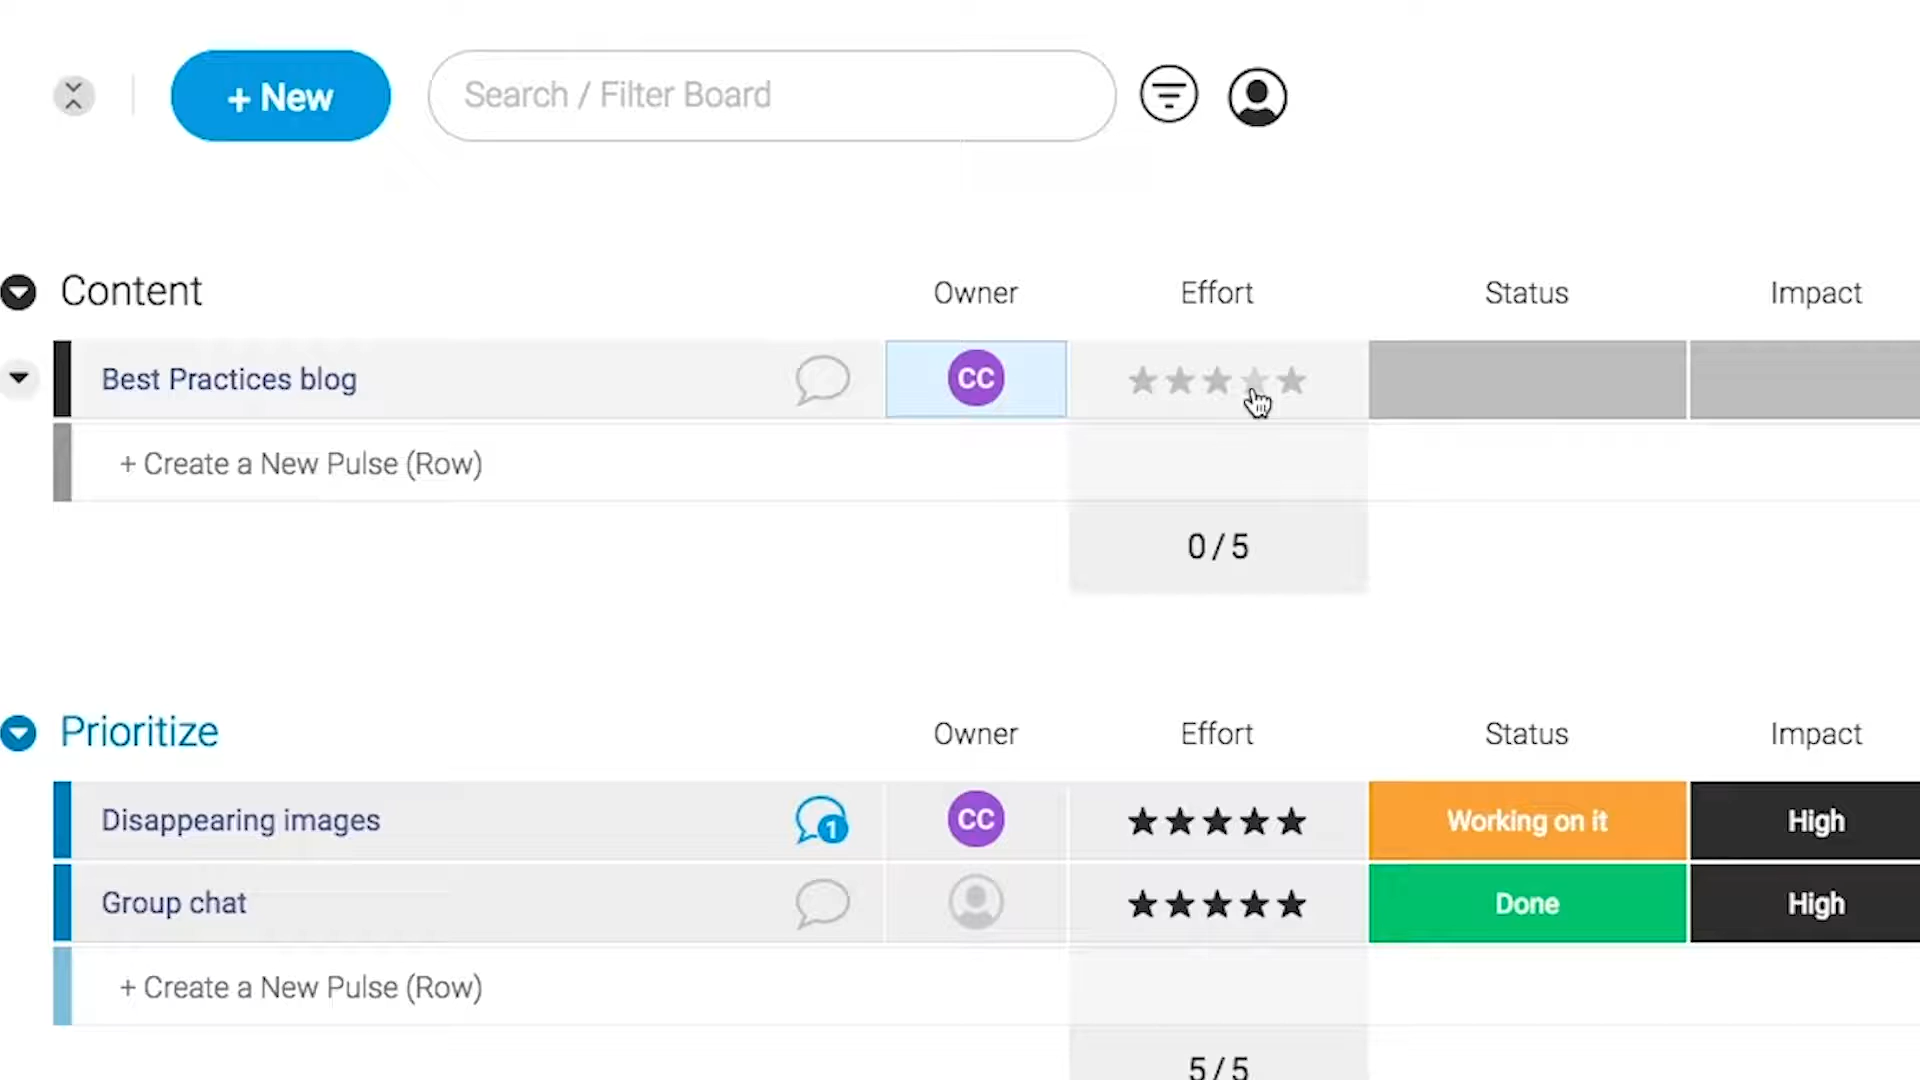 + New
Search / Filter Board
Content Owner Effort Status Impact
Best Practices blog CC
+ Create a New Pulse (Row)
0 / 5
Prioritize Owner Effort Status Impact
Disappearing images 1 CC Working on it High
Group chat Done High
+ Create a New Pulse (Row)
5 / 5